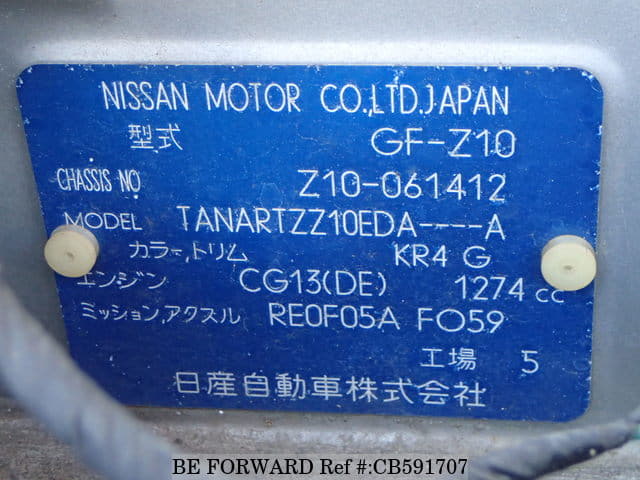 NISSAN MOTOR CO.,LTD.JAPAN
型式 GF-Z10
CHASSIS NO Z10-061412
MODEL TANARTZZ10EDA----A
カラー,トリム KR4 G
エンジン CG13(DE) 1274 cc
ミッション,アクスル RE0F05A FO59
工場 5
日産自動車株式会社
BE FORWARD Ref #:CB591707